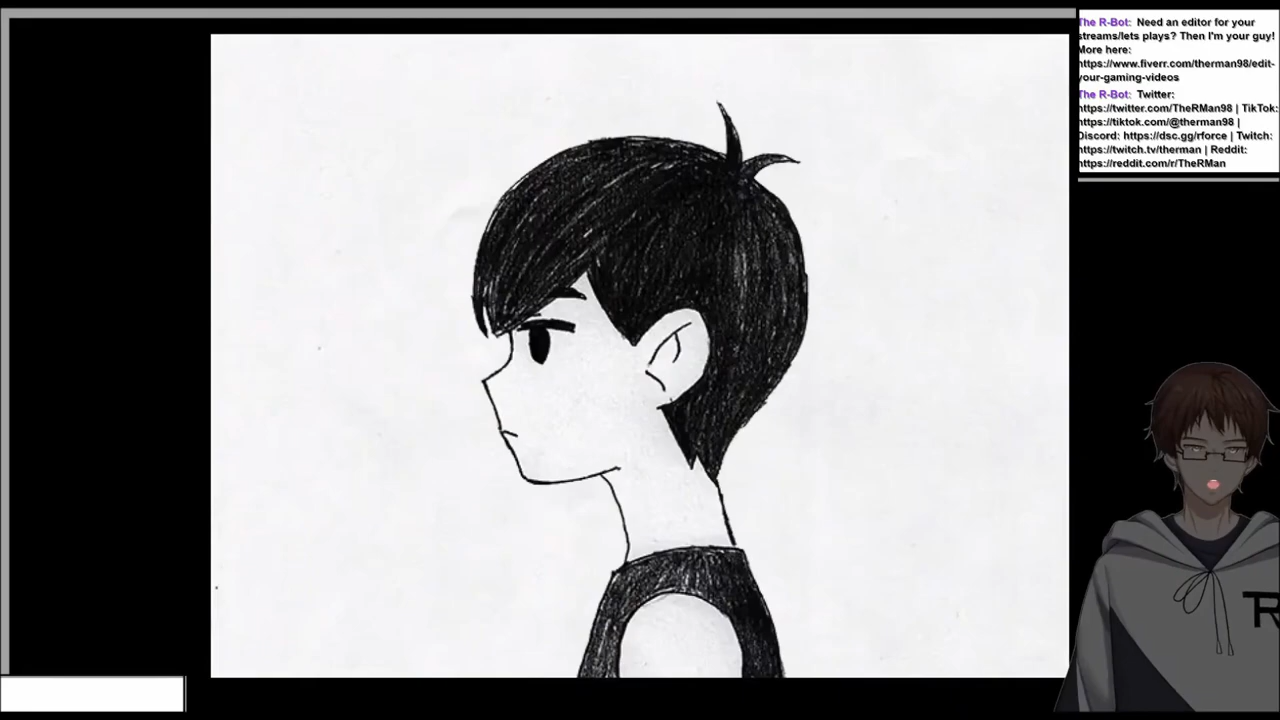 The R-Bot: Need an editor for your
streams/lets plays? Then I'm your guy!
More here:
https://www.fiverr.com/therman98/edit-
your-gaming-videos
The R-Bot: Twitter:
https://twitter.com/TheRMan98 | TikTok:
https://tiktok.com/@therman98 |
Discord: https://dsc.gg/rforce | Twitch:
https://twitch.tv/therman | Reddit:
https://reddit.com/r/TheRMan
TR